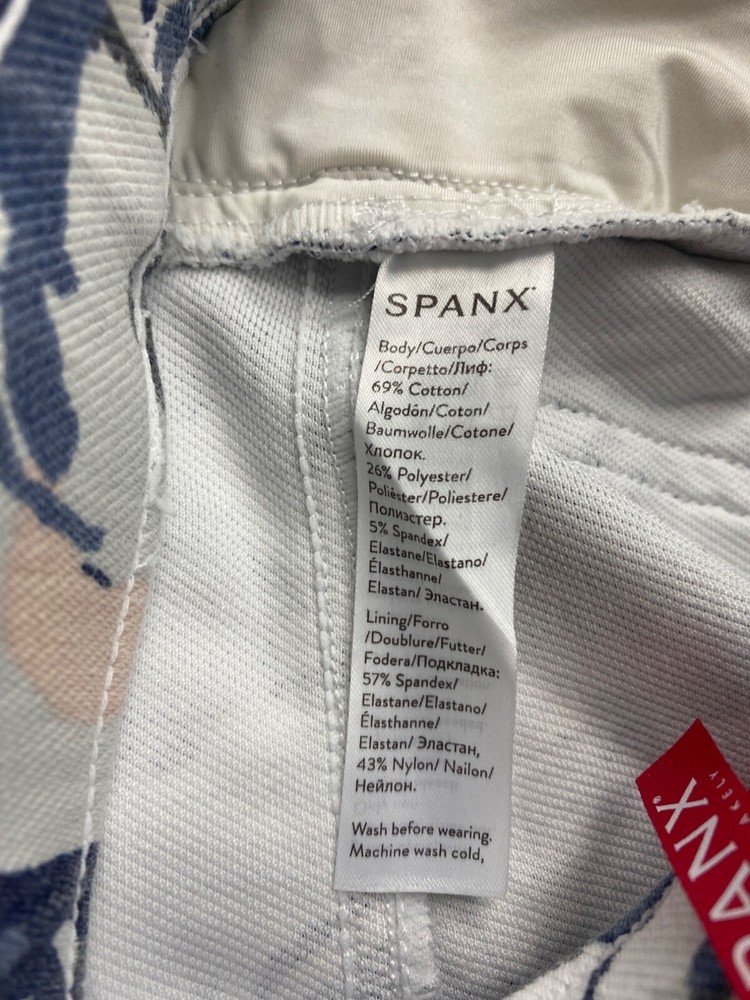 SPANX
Body/Cuerpo/Corps
/Corpetto/Лиф:
69% Cotton/
Algodón/Coton/
Baumwolle/Cotone/
Хлопок.
26% Polyester/
Poliéster/Poliestere/
Полиэстер.
5% Spandex/
Elastane/Elastano/
Élasthanne/
Elastan/ Эластан.
Lining/Forro
/Doublure/Futter/
Fodera/Подкладка:
57% Spandex/
Elastane/Elastano/
Élasthanne/
Elastan/ Эластан,
43% Nylon/ Nailon/
Нейлон.
Wash before wearing.
Machine wash cold,
PANX